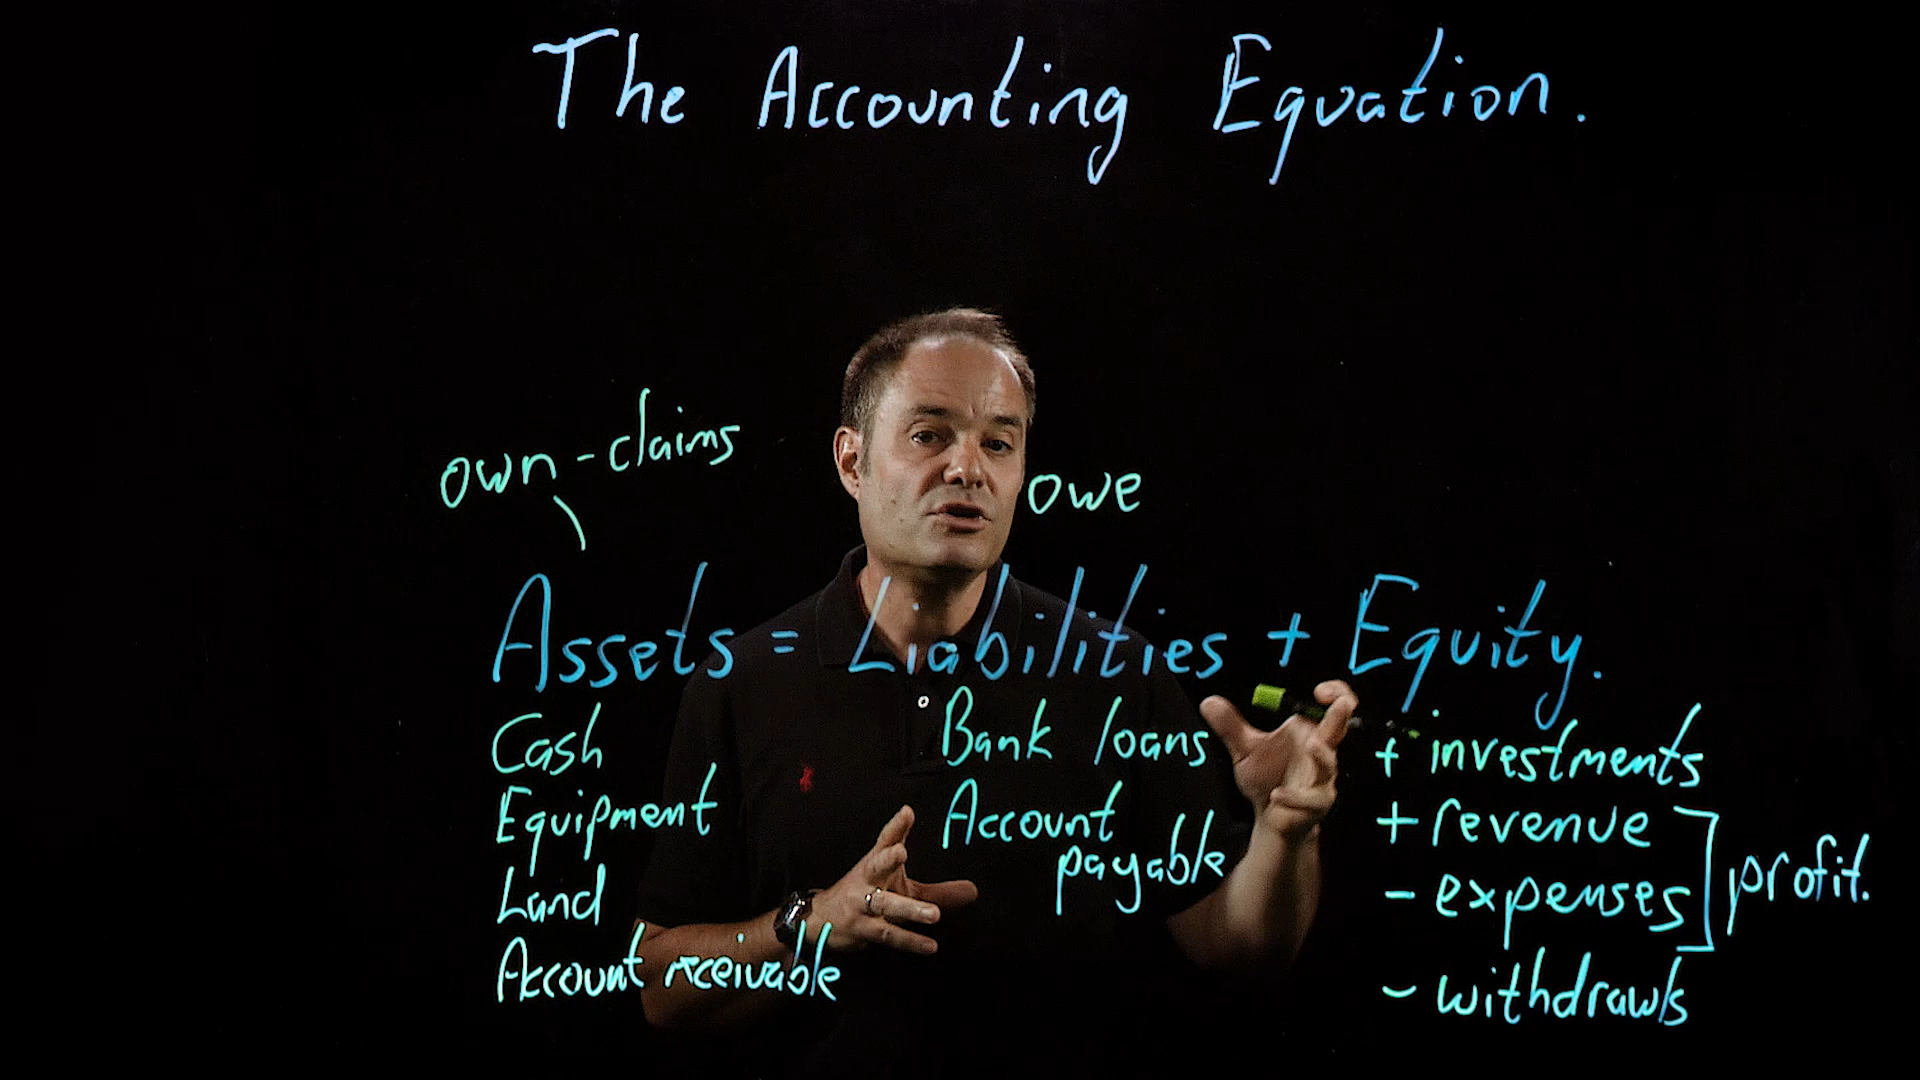 The Accounting Equation.
own - claims
owe
Assets = Liabilities + Equity.
Cash
Equipment
Land
Account receivable
Bank loans
Account
payable
+ investments
+ revenue
- expenses
profit.
- withdrawls